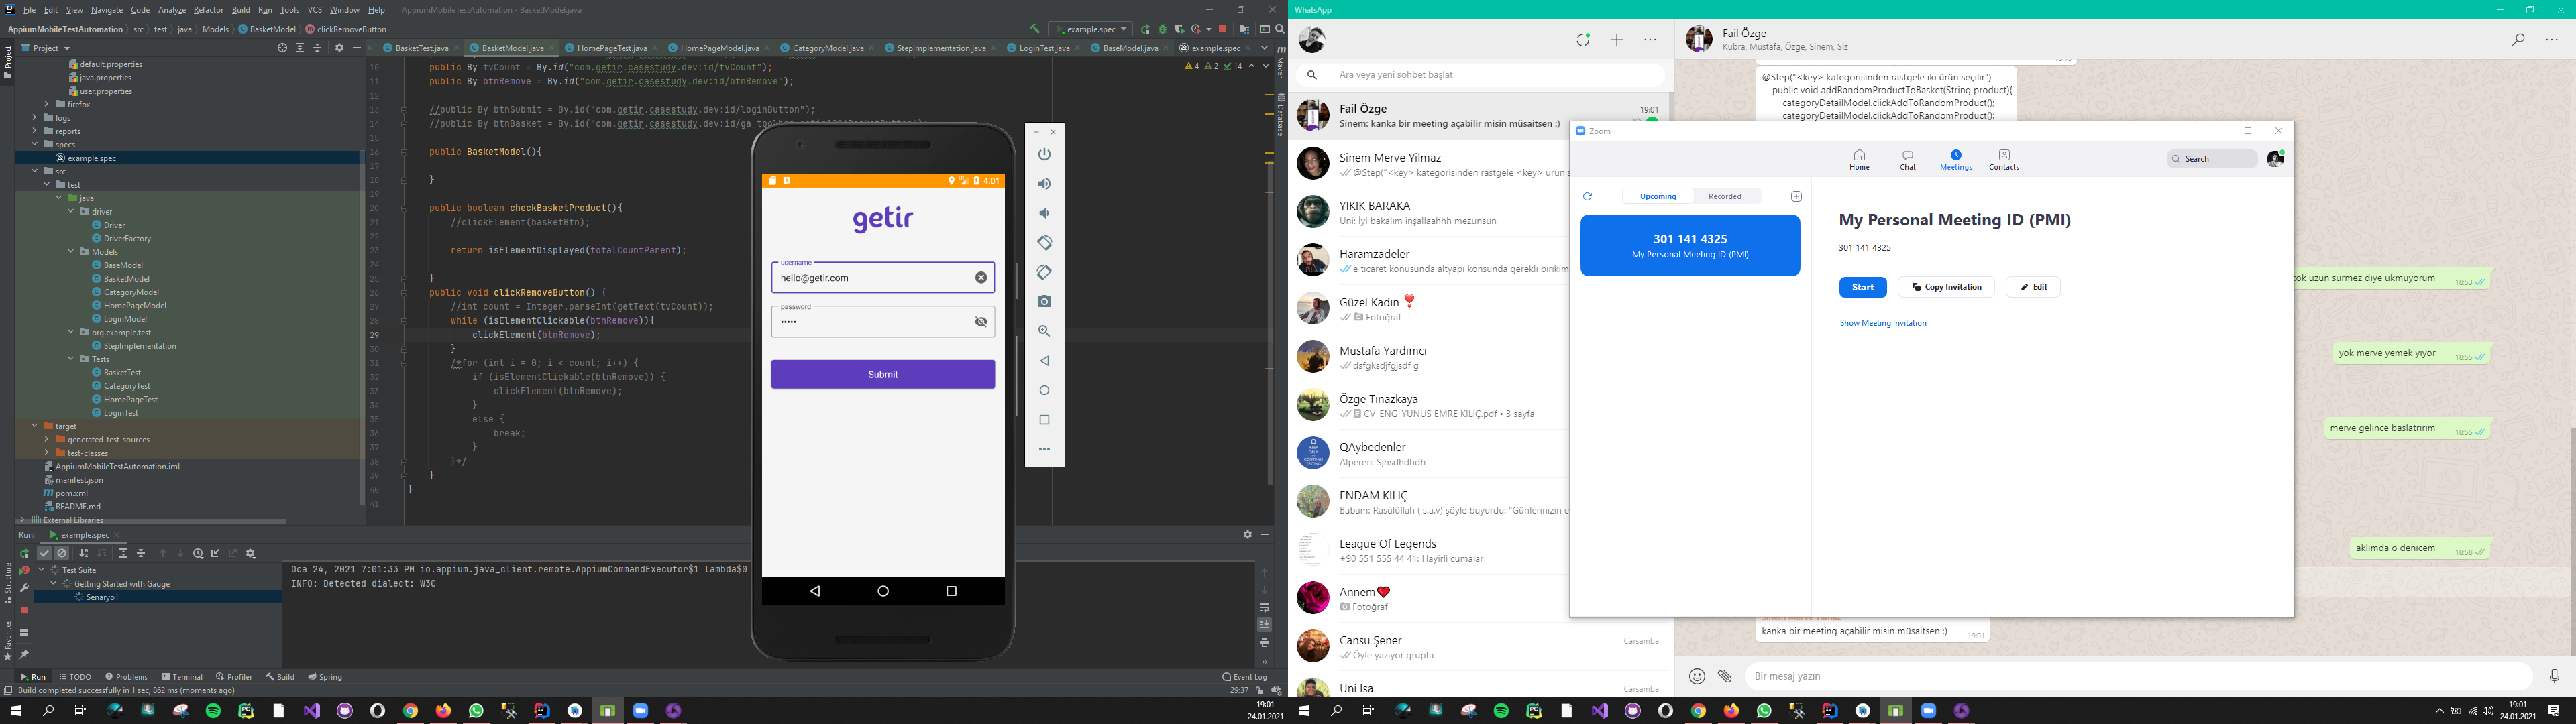 File Edit View Navigate Code Analyze Refactor Build Run Tools VCS Window Help AppiumMobileTestAutomation - BasketModel.java
AppiumMobileTestAutomation src test java Models BasketModel clickRemoveButton
example.spec
Project
BasketTest.java BasketModel.java HomePageTest.java HomePageModel.java CategoryModel.java StepImplementation.java LoginTest.java BaseModel.java example.spec
default.properties
java.properties
user.properties
firefox
logs
reports
specs
example.spec
src
test
java
driver
Driver
DriverFactory
Models
BaseModel
BasketModel
CategoryModel
HomePageModel
LoginModel
org.example.test
StepImplementation
Tests
BasketTest
CategoryTest
HomePageTest
LoginTest
target
generated-test-sources
test-classes
AppiumMobileTestAutomation.iml
manifest.json
pom.xml
README.md
External Libraries
4 2 14
10 public By tvCount = By.id("com.getir.casestudy.dev:id/tvCount");
11 public By btnRemove = By.id("com.getir.casestudy.dev:id/btnRemove");
12
13 //public By btnSubmit = By.id("com.getir.casestudy.dev:id/loginButton");
14 //public By btnBasket = By.id("com.getir.casestudy.dev:id/ga_toolbar
15
16 public BasketModel(){
17
18 }
19
20 public boolean checkBasketProduct(){
21 //clickElement(basketBtn);
22
23 return isElementDisplayed(totalCountParent);
24
25 }
26 public void clickRemoveButton() {
27 //int count = Integer.parseInt(getText(tvCount));
28 while (isElementClickable(btnRemove)){
29 clickElement(btnRemove);
30 }
31 /*for (int i = 0; i < count; i++) {
32 if (isElementClickable(btnRemove)) {
33 clickElement(btnRemove);
34 }
35 else {
36 break;
37 }
38 }*/
39 }
40 }
41
Maven
Database
Project
Structure
Favorites
4:01
getir
username
hello@getir.com
password
•••••
Submit
Run: example.spec
Test Suite
Getting Started with Gauge
Senaryo1
Oca 24, 2021 7:01:33 PM io.appium.java_client.remote.AppiumCommandExecutor$1 lambda$0
INFO: Detected dialect: W3C
Run TODO Problems Terminal Profiler Build Spring
Event Log
Build completed successfully in 1 sec, 862 ms (moments ago)
29:37
19:01
24.01.2021
WhatsApp
Ara veya yeni sohbet başlat
Fail Özge 19:01
Sinem: kanka bir meeting açabilir misin müsaitsen :)
Sinem Merve Yilmaz
@Step("<key> kategorisinden rastgele <key> ürün s
YIKIK BARAKA
Uni: İyi bakalım inşallaahhh mezunsun
Haramzadeler
e ticaret konusunda altyapı konsunda gerekli birikim
Güzel Kadın ❣
Fotoğraf
Mustafa Yardımcı
dsfgksdjfgjsdf g
Özge Tınazkaya
CV_ENG_YUNUS EMRE KILIÇ.pdf • 3 sayfa
QAybedenler
Alperen: Sjhsdhdhdh
ENDAM KILIÇ
Babam: Rasûlüllah ( s.a.v) şöyle buyurdu: "Günlerinizin e
League Of Legends
+90 551 555 44 41: Hayirli cumalar
Annem❤
Fotoğraf
Cansu Şener Çarşamba
Öyle yazıyor grupta
Uni Isa Çarşamba
Fail Özge
Kübra, Mustafa, Özge, Sinem, Siz
@Step("<key> kategorisinden rastgele iki ürün seçilir")
public void addRandomProductToBasket(String product){
categoryDetailModel.clickAddToRandomProduct();
categoryDetailModel.clickAddToRandomProduct();
Zoom
Home Chat Meetings Contacts
Search
Upcoming Recorded
301 141 4325
My Personal Meeting ID (PMI)
My Personal Meeting ID (PMI)
301 141 4325
Start Copy Invitation Edit
Show Meeting Invitation
cok uzun surmez diye ukmuyorum 18:53
yok merve yemek yiyor 18:55
merve gelince baslatırım 18:55
aklımda o denıcem 18:58
kanka bir meeting açabilir misin müsaitsen :) 19:01
Bir mesaj yazın
19:01
24.01.2021